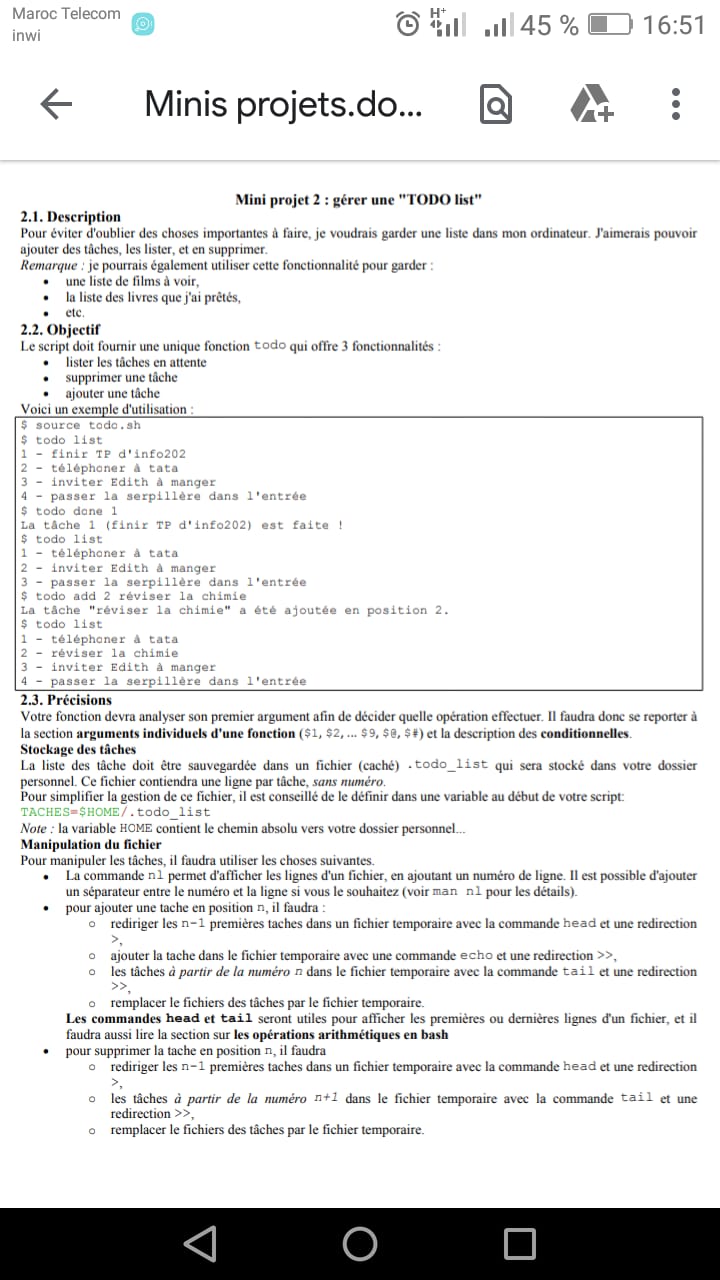 Maroc Telecom
inwi
H+
45 %
16:51
Minis projets.do...
Mini projet 2 : gérer une "TODO list"
2.1. Description
Pour éviter d'oublier des choses importantes à faire, je voudrais garder une liste dans mon ordinateur. J'aimerais pouvoir
ajouter des tâches, les lister, et en supprimer.
Remarque : je pourrais également utiliser cette fonctionnalité pour garder :
• une liste de films à voir,
• la liste des livres que j'ai prêtés,
• etc.
2.2. Objectif
Le script doit fournir une unique fonction todo qui offre 3 fonctionnalités :
• lister les tâches en attente
• supprimer une tâche
• ajouter une tâche
Voici un exemple d'utilisation :
$ source todo.sh
$ todo list
1 - finir TP d'info202
2 - téléphoner à tata
3 - inviter Edith à manger
4 - passer la serpillère dans l'entrée
$ todo done 1
La tâche 1 (finir TP d'info202) est faite !
$ todo list
1 - téléphoner à tata
2 - inviter Edith à manger
3 - passer la serpillère dans l'entrée
$ todo add 2 réviser la chimie
La tâche "réviser la chimie" a été ajoutée en position 2.
$ todo list
1 - téléphoner à tata
2 - réviser la chimie
3 - inviter Edith à manger
4 - passer la serpillère dans l'entrée
2.3. Précisions
Votre fonction devra analyser son premier argument afin de décider quelle opération effectuer. Il faudra donc se reporter à
la section arguments individuels d'une fonction ($1, $2, ... $9, $@, $#) et la description des conditionnelles.
Stockage des tâches
La liste des tâche doit être sauvegardée dans un fichier (caché) .todo_list qui sera stocké dans votre dossier
personnel. Ce fichier contiendra une ligne par tâche, sans numéro.
Pour simplifier la gestion de ce fichier, il est conseillé de le définir dans une variable au début de votre script:
TACHES=$HOME/.todo_list
Note : la variable HOME contient le chemin absolu vers votre dossier personnel...
Manipulation du fichier
Pour manipuler les tâches, il faudra utiliser les choses suivantes.
• La commande nl permet d'afficher les lignes d'un fichier, en ajoutant un numéro de ligne. Il est possible d'ajouter
un séparateur entre le numéro et la ligne si vous le souhaitez (voir man nl pour les détails).
• pour ajouter une tache en position n, il faudra :
o rediriger les n-1 premières taches dans un fichier temporaire avec la commande head et une redirection
>,
o ajouter la tache dans le fichier temporaire avec une commande echo et une redirection >>,
o les tâches à partir de la numéro n dans le fichier temporaire avec la commande tail et une redirection
>>,
o remplacer le fichiers des tâches par le fichier temporaire.
Les commandes head et tail seront utiles pour afficher les premières ou dernières lignes d'un fichier, et il
faudra aussi lire la section sur les opérations arithmétiques en bash
• pour supprimer la tache en position n, il faudra
o rediriger les n-1 premières taches dans un fichier temporaire avec la commande head et une redirection
>,
o les tâches à partir de la numéro n+1 dans le fichier temporaire avec la commande tail et une
redirection >>,
o remplacer le fichiers des tâches par le fichier temporaire.